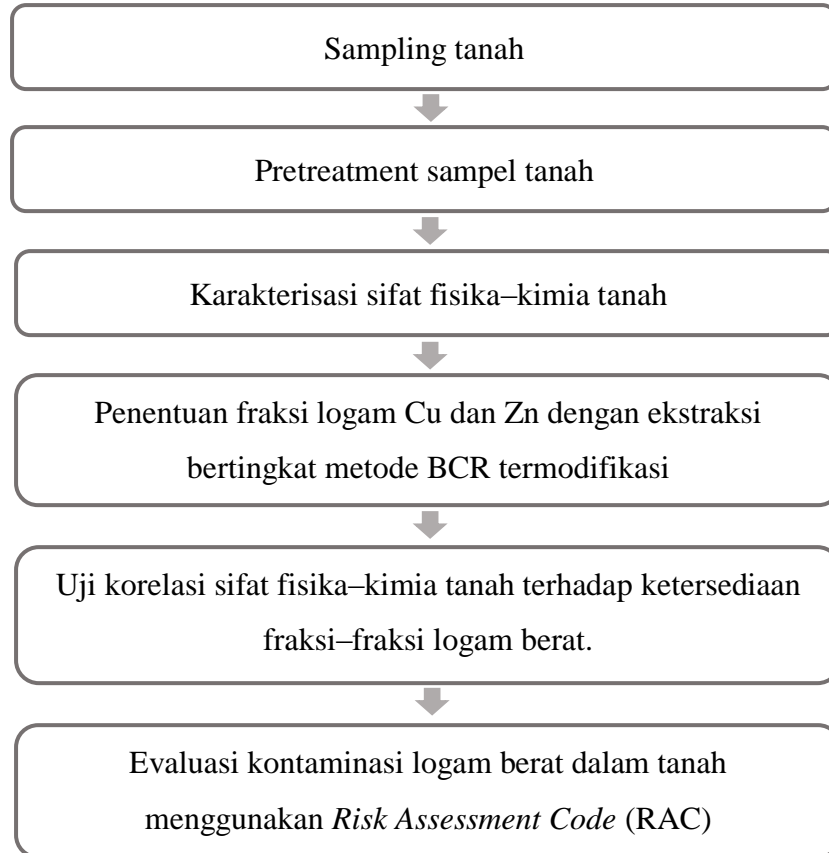 Sampling tanah
Pretreatment sampel tanah
Karakterisasi sifat fisika–kimia tanah
Penentuan fraksi logam Cu dan Zn dengan ekstraksi
bertingkat metode BCR termodifikasi
Uji korelasi sifat fisika–kimia tanah terhadap ketersediaan
fraksi–fraksi logam berat.
Evaluasi kontaminasi logam berat dalam tanah
menggunakan Risk Assessment Code (RAC)